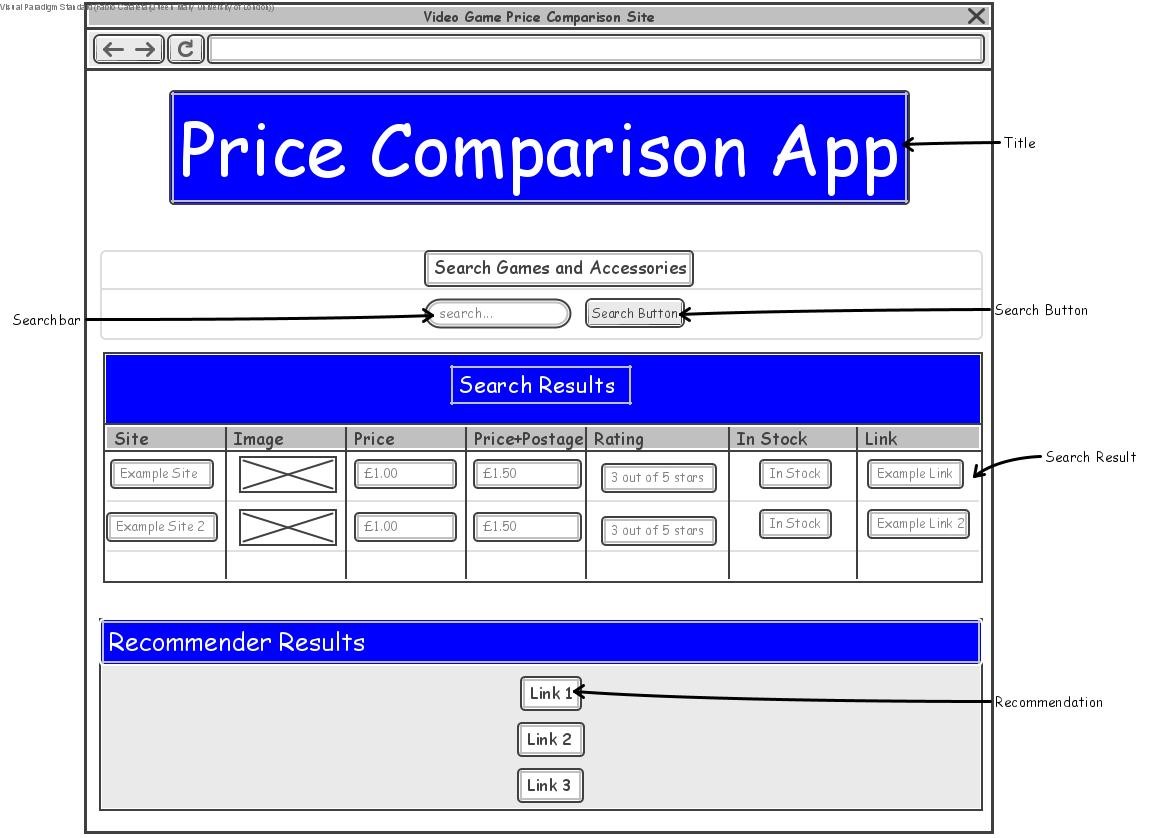 Visual Paradigm Standard (Fabio Catalera(Queen Mary University of London))
Video Game Price Comparison Site
Price Comparison App
Title
Search Games and Accessories
Searchbar
search...
Search Button
Search Button
Search Results
Site Image Price Price+Postage Rating In Stock Link
Search Result
Example Site £1.00 £1.50 3 out of 5 stars In Stock Example Link
Example Site 2 £1.00 £1.50 3 out of 5 stars In Stock Example Link 2
Recommender Results
Link 1
Recommendation
Link 2
Link 3